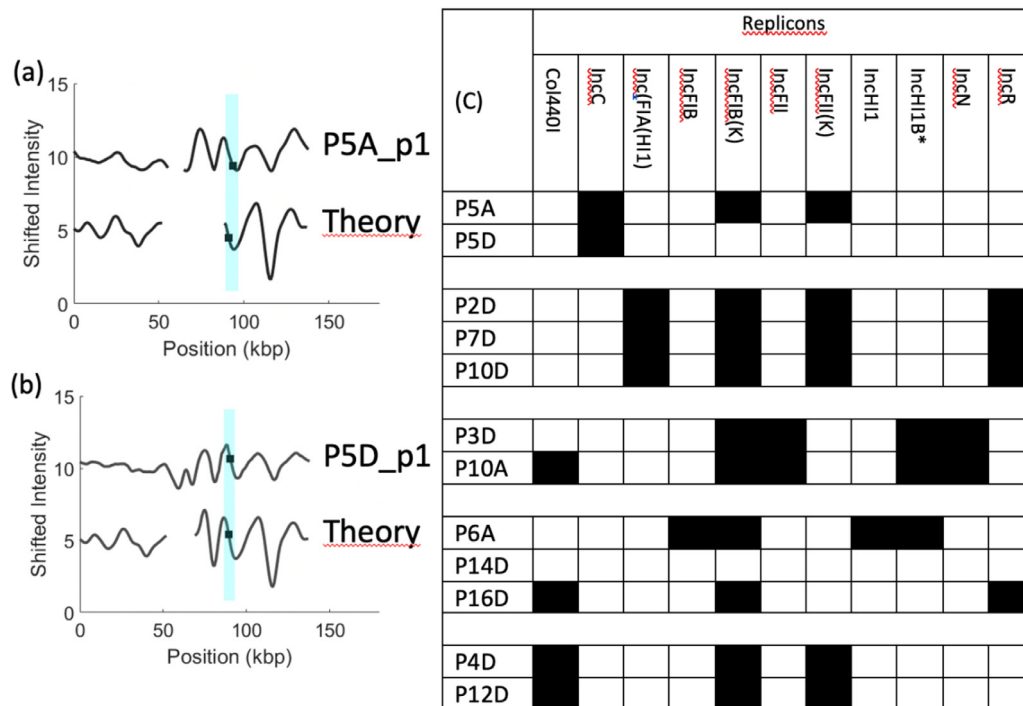 (a)
15
10
5
0
Shifted Intensity
P5A_p1
Theory
0 50 100 150
Position (kbp)
(b)
15
10
5
0
Shifted Intensity
P5D_p1
Theory
0 50 100 150
Position (kbp)
(C)
Replicons
Col440I
IncC
Inc(FIA(HI1)
IncFIB
IncFIB(K)
IncFII
IncFII(K)
IncHI1
IncHI1B*
IncN
IncR
P5A
P5D
P2D
P7D
P10D
P3D
P10A
P6A
P14D
P16D
P4D
P12D